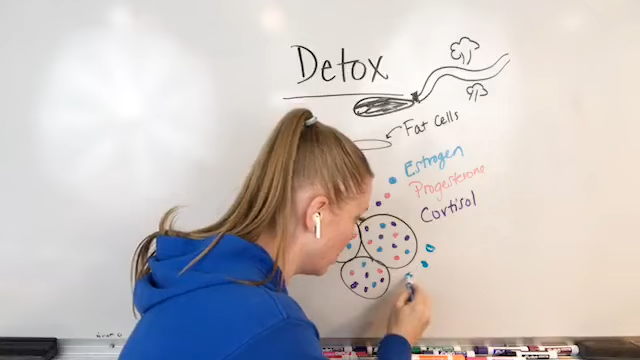 Detox
Fat Cells
Estrogen
Progesterone
Cortisol